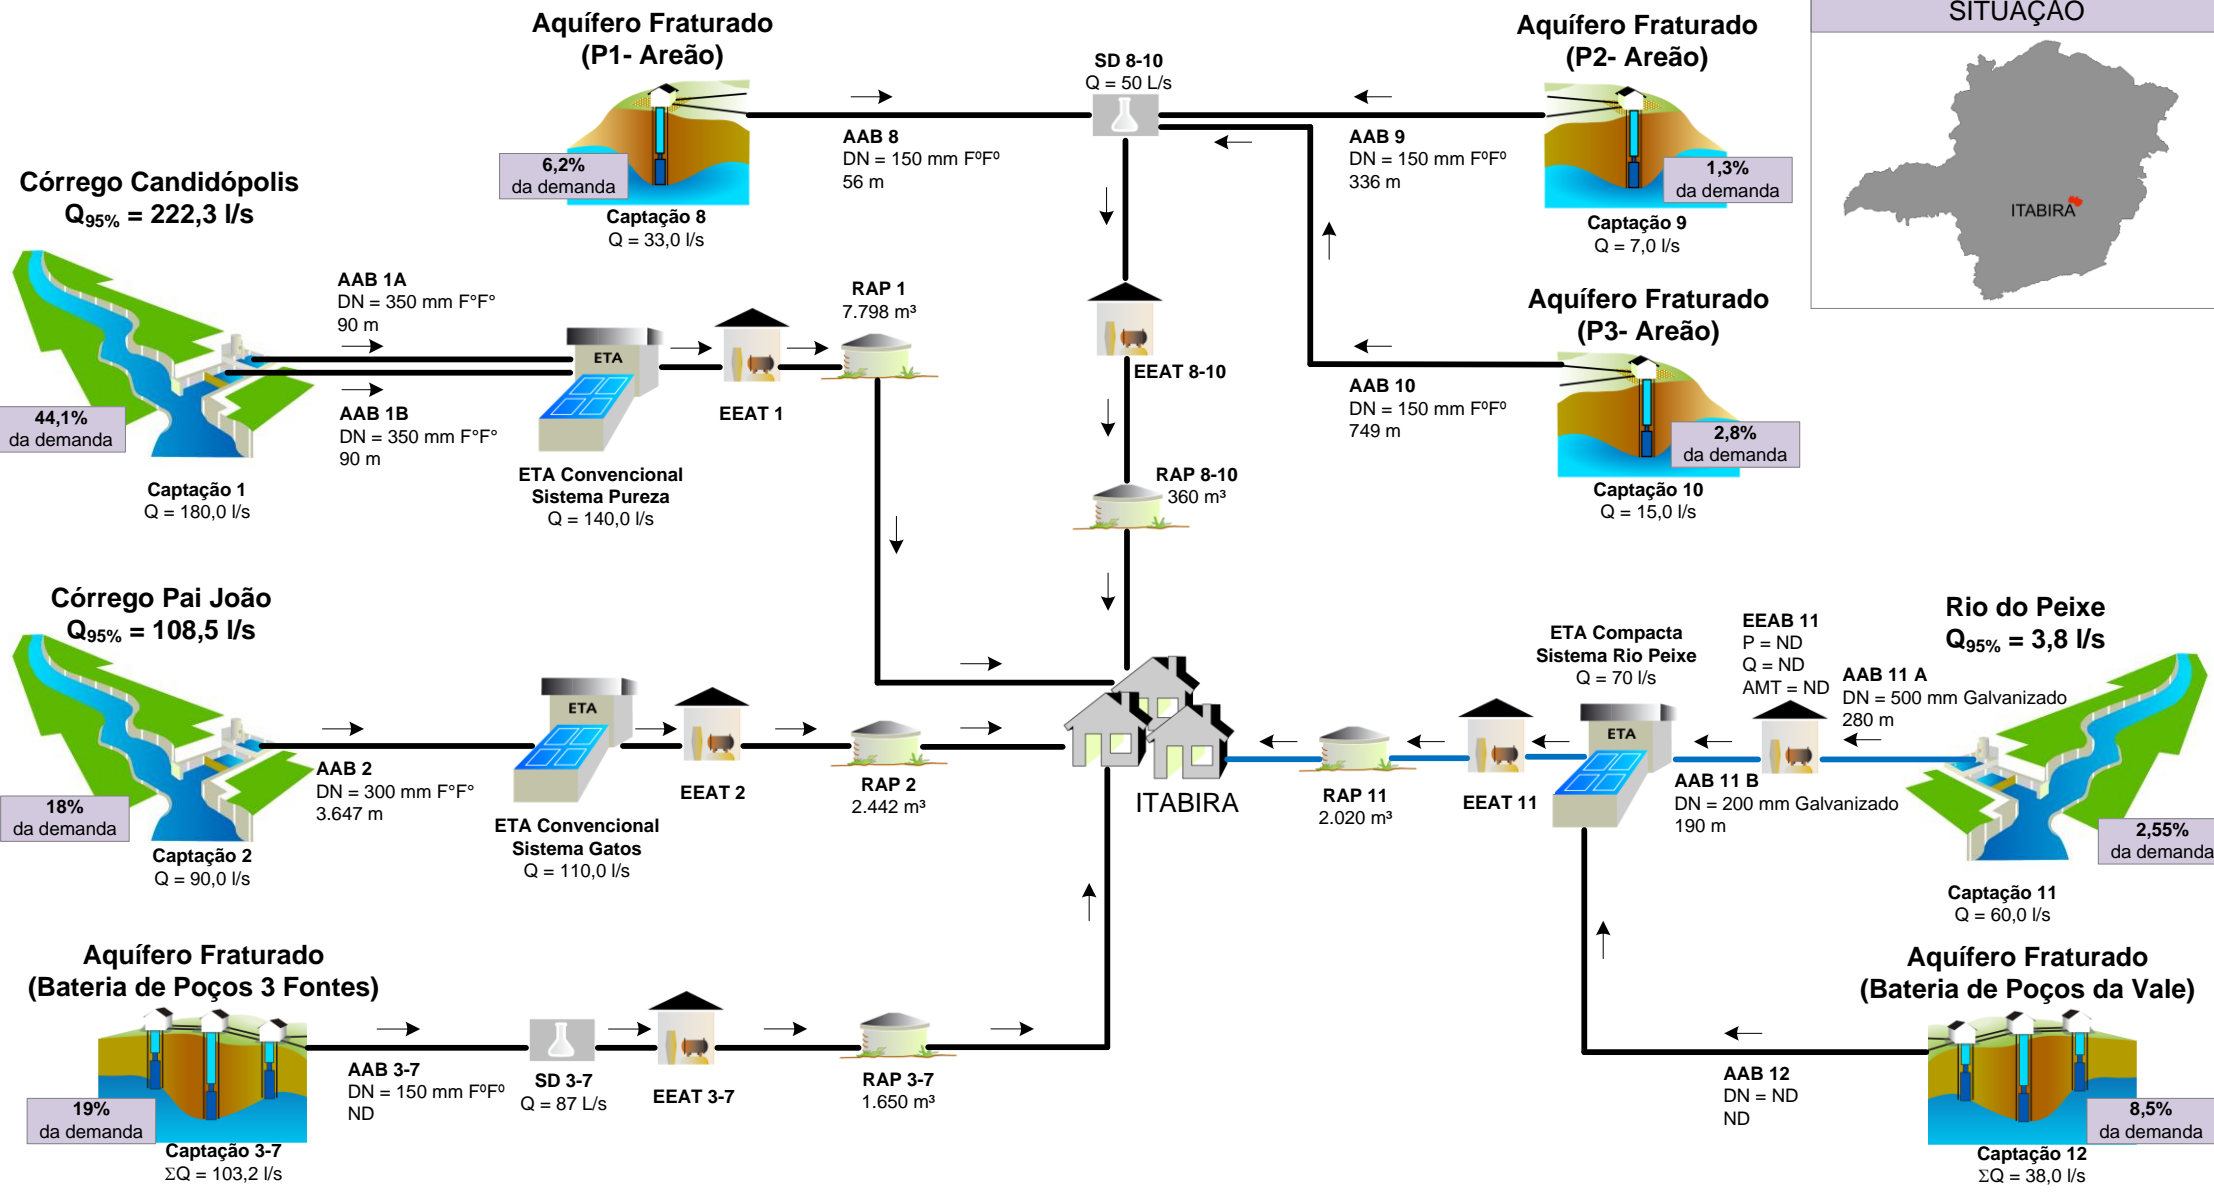 Aquífero Fraturado
(P1- Areão)
6,2%
da demanda
Captação 8
Q = 33,0 l/s
AAB 8
DN = 150 mm FºFº
56 m
SD 8-10
Q = 50 L/s
AAB 9
DN = 150 mm FºFº
336 m
Aquífero Fraturado
(P2- Areão)
1,3%
da demanda
Captação 9
Q = 7,0 l/s
SITUAÇÃO
ITABIRA
Córrego Candidópolis
Q95% = 222,3 l/s
44,1%
da demanda
Captação 1
Q = 180,0 l/s
AAB 1A
DN = 350 mm F°F°
90 m
AAB 1B
DN = 350 mm F°F°
90 m
ETA
ETA Convencional
Sistema Pureza
Q = 140,0 l/s
EEAT 1
RAP 1
7.798 m³
EEAT 8-10
RAP 8-10
360 m³
Aquífero Fraturado
(P3- Areão)
AAB 10
DN = 150 mm FºFº
749 m
2,8%
da demanda
Captação 10
Q = 15,0 l/s
Córrego Pai João
Q95% = 108,5 l/s
18%
da demanda
Captação 2
Q = 90,0 l/s
AAB 2
DN = 300 mm F°F°
3.647 m
ETA
ETA Convencional
Sistema Gatos
Q = 110,0 l/s
EEAT 2
RAP 2
2.442 m³
ITABIRA
RAP 11
2.020 m³
EEAT 11
ETA Compacta
Sistema Rio Peixe
Q = 70 l/s
ETA
EEAB 11
P = ND
Q = ND
AMT = ND
AAB 11 A
DN = 500 mm Galvanizado
280 m
AAB 11 B
DN = 200 mm Galvanizado
190 m
Rio do Peixe
Q95% = 3,8 l/s
2,55%
da demanda
Captação 11
Q = 60,0 l/s
Aquífero Fraturado
(Bateria de Poços 3 Fontes)
19%
da demanda
Captação 3-7
ΣQ = 103,2 l/s
AAB 3-7
DN = 150 mm FºFº
ND
SD 3-7
Q = 87 L/s
EEAT 3-7
RAP 3-7
1.650 m³
Aquífero Fraturado
(Bateria de Poços da Vale)
AAB 12
DN = ND
ND
8,5%
da demanda
Captação 12
ΣQ = 38,0 l/s